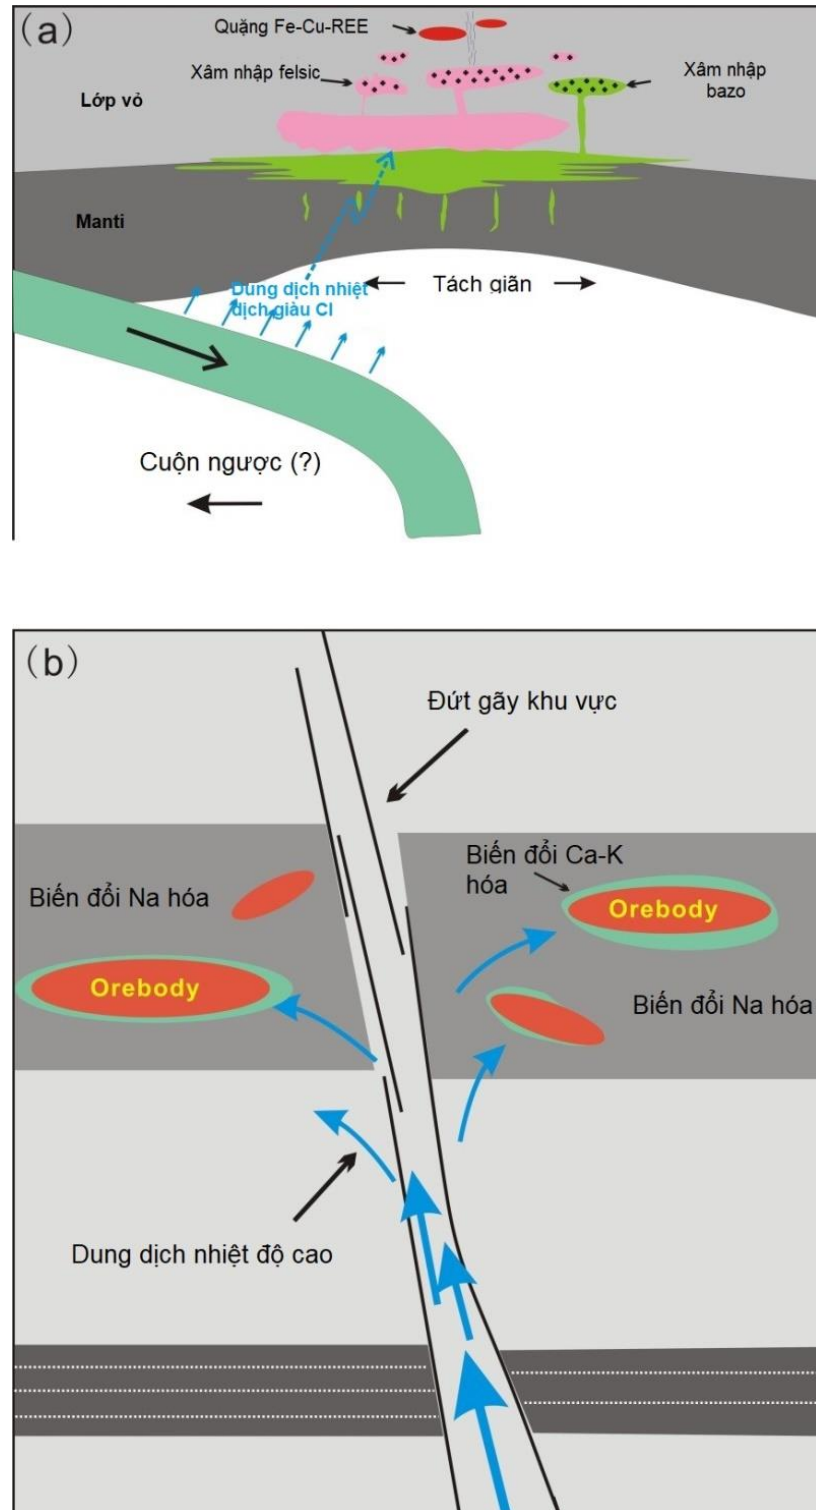 (a)
Quặng Fe-Cu-REE
Xâm nhập felsic
Xâm nhập
bazo
Lớp vỏ
Manti
Dung dịch nhiệt
dịch giàu Cl
Tách giãn
Cuộn ngược (?)
(b)
Đứt gãy khu vực
Biến đổi Ca-K
hóa
Biến đổi Na hóa
Orebody
Orebody
Biến đổi Na hóa
Dung dịch nhiệt độ cao